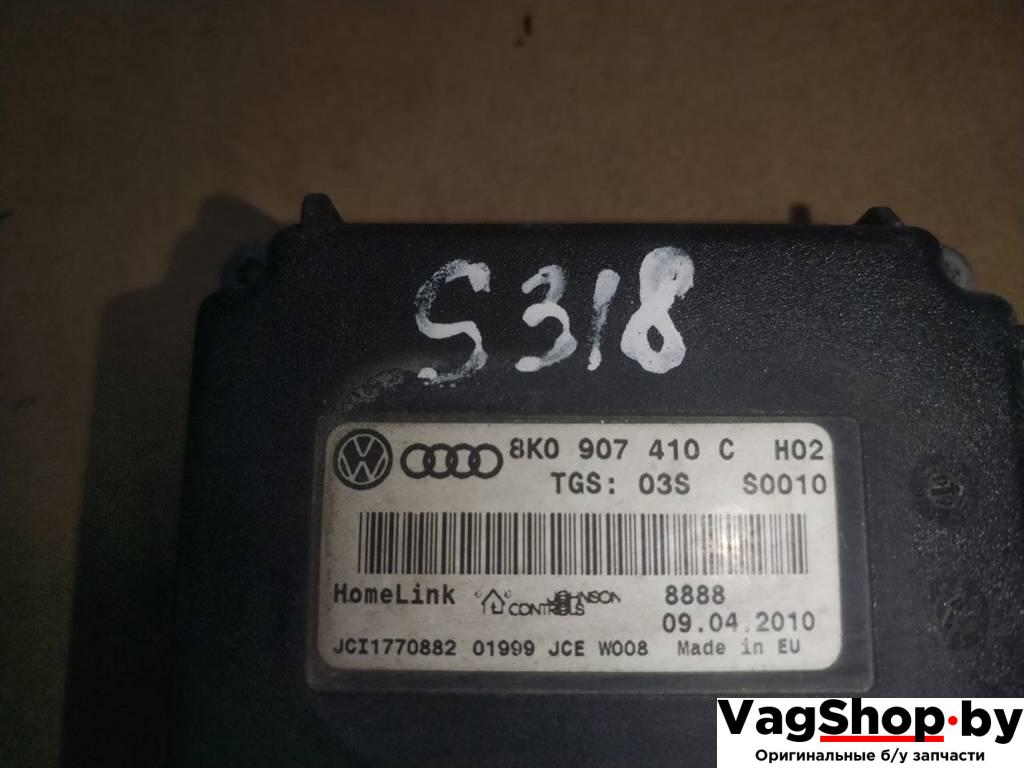 S318
8K0 907 410 C H02
TGS: 03S S0010
HomeLink JOHNSON CONTROLS 8888
09.04.2010
JCI1770882 01999 JCE W008 Made in EU
VagShop.by
Оригинальные б/у запчасти